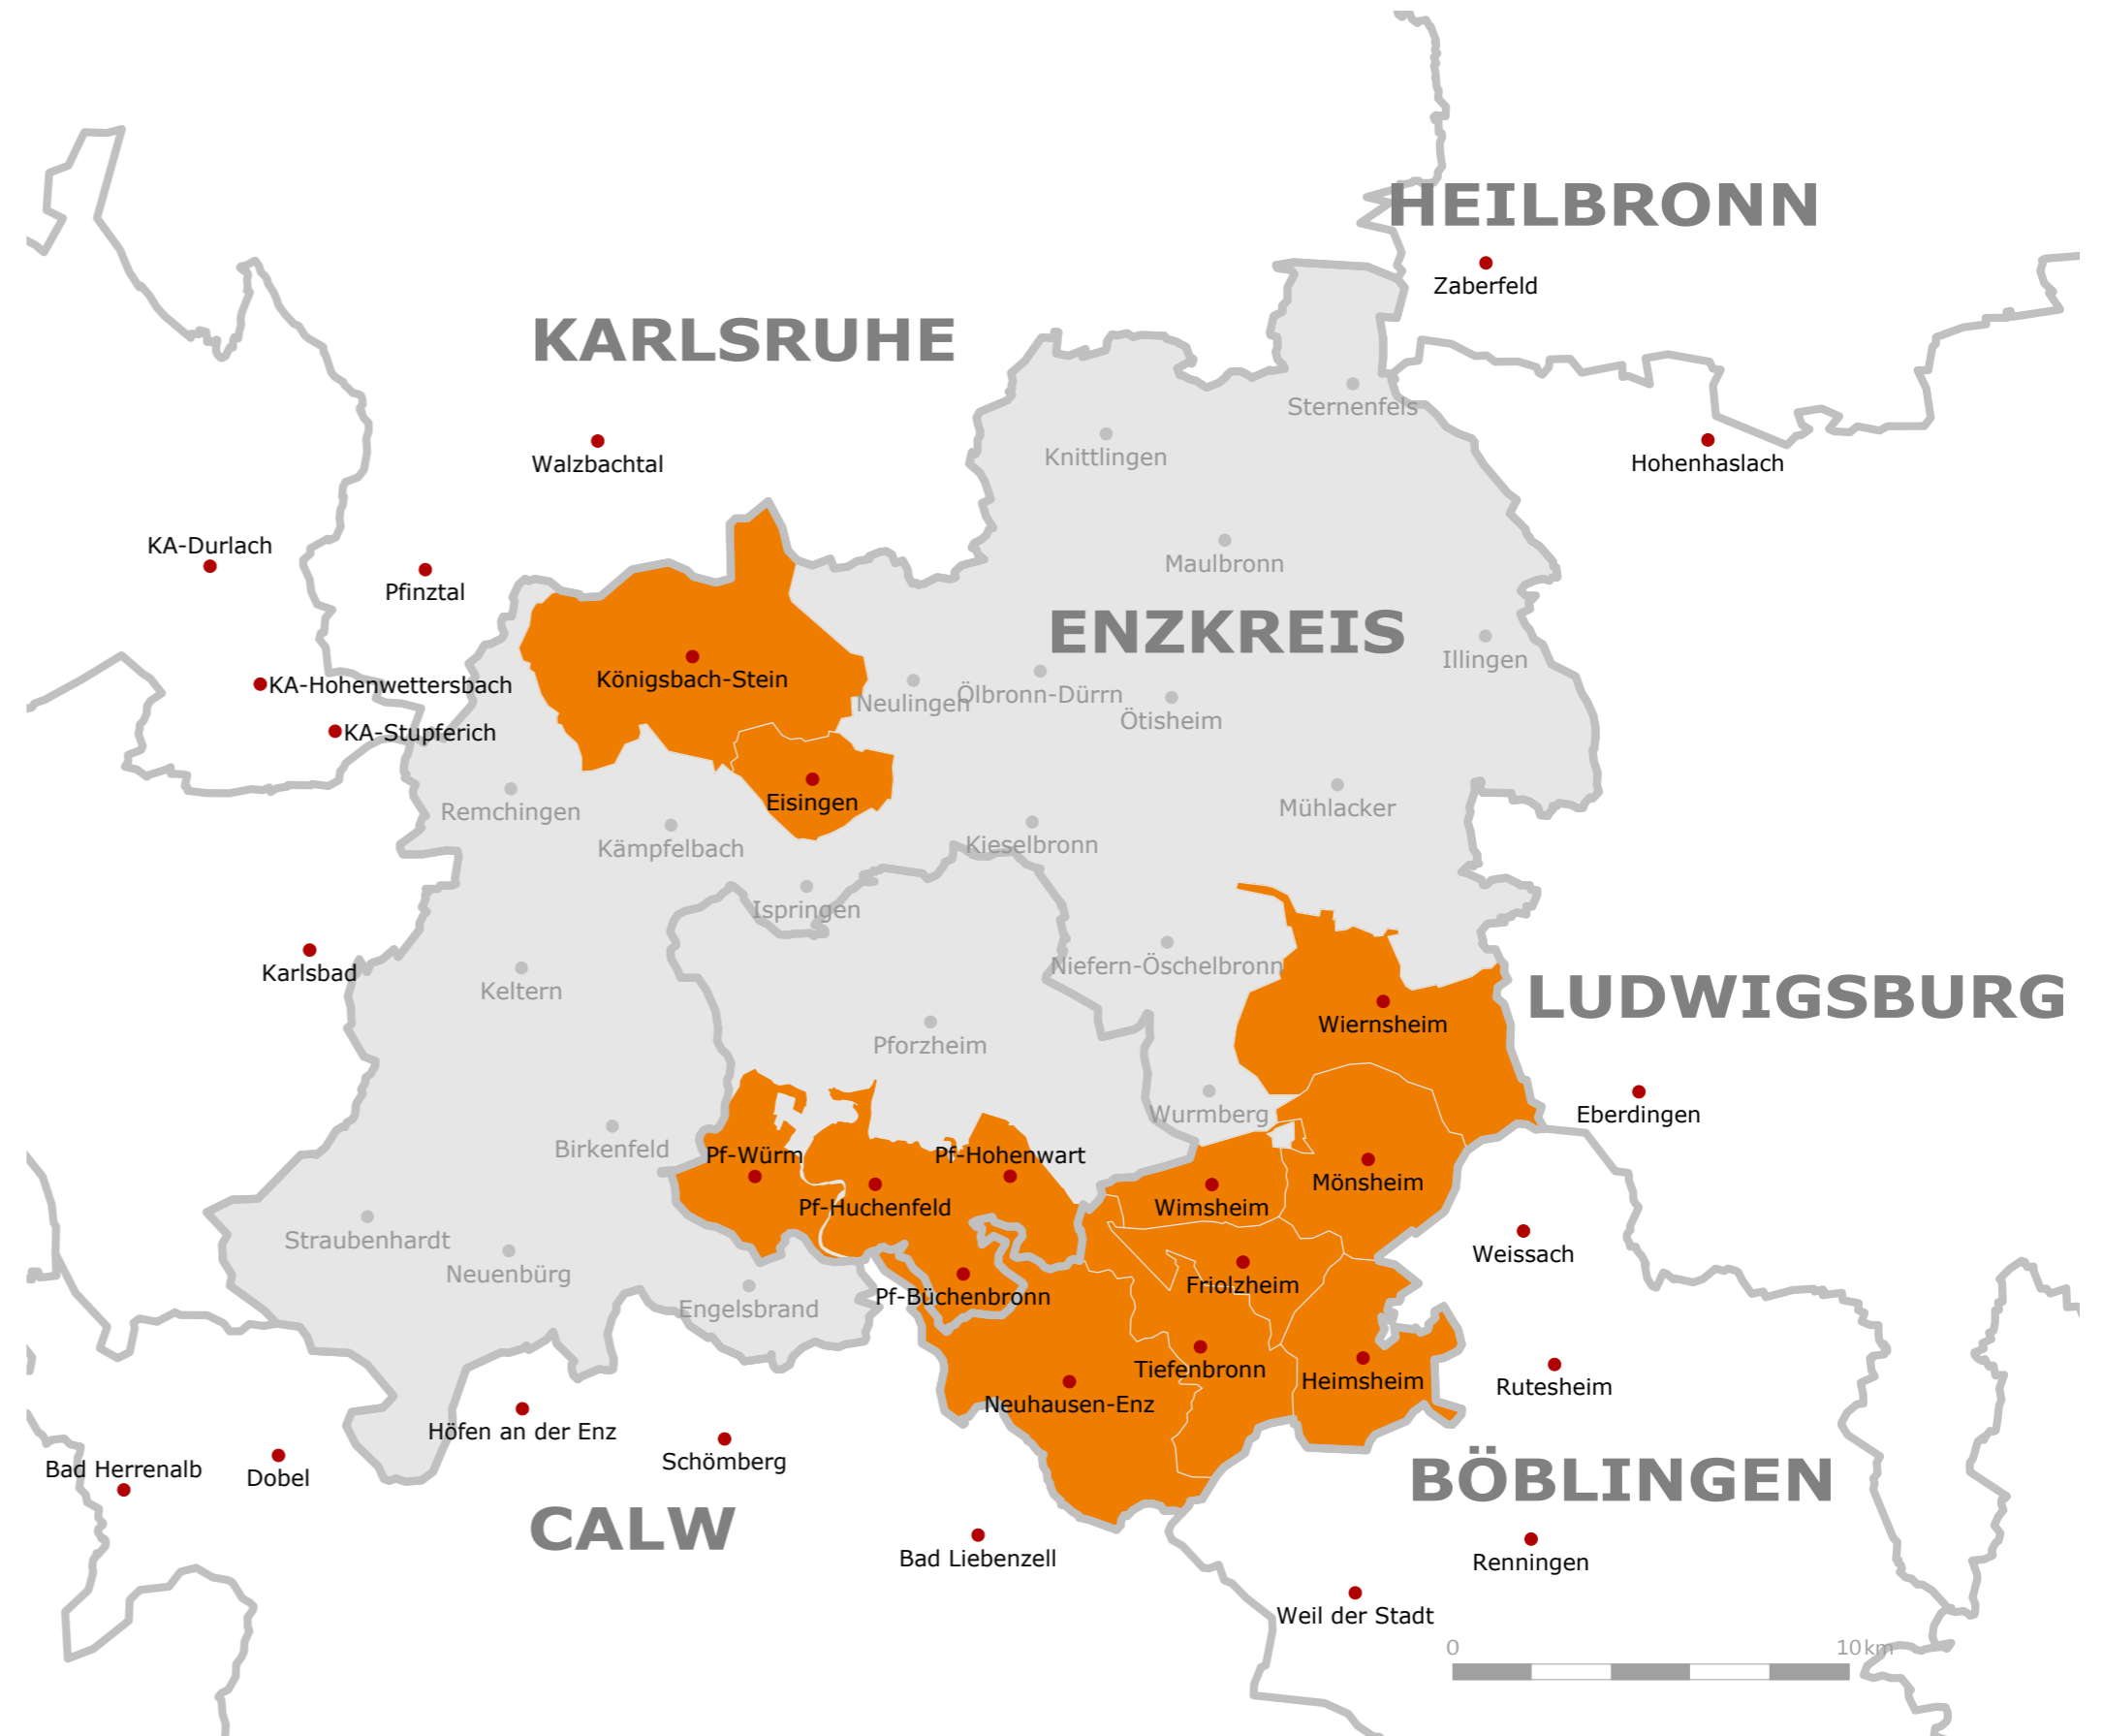 HEILBRONN
Zaberfeld
KARLSRUHE
Sternenfels
Knittlingen
Walzbachtal
Hohenhaslach
KA-Durlach
Maulbronn
Pfinztal
ENZKREIS
Illingen
Königsbach-Stein
KA-Hohenwettersbach
Neulingen
Ölbronn-Dürrn
Ötisheim
KA-Stupferich
Eisingen
Remchingen
Mühlacker
Kämpfelbach
Kieselbronn
Ispringen
Karlsbad
Keltern
Niefern-Öschelbronn
LUDWIGSBURG
Wiernsheim
Pforzheim
Wurmberg
Eberdingen
Birkenfeld
Pf-Würm
Pf-Hohenwart
Mönsheim
Pf-Huchenfeld
Wimsheim
Straubenhardt
Neuenbürg
Weissach
Friolzheim
Pf-Büchenbronn
Engelsbrand
Tiefenbronn
Heimsheim
Rutesheim
Neuhausen-Enz
Höfen an der Enz
Schömberg
Bad Herrenalb
Dobel
BÖBLINGEN
CALW
Bad Liebenzell
Renningen
Weil der Stadt
0 10 km